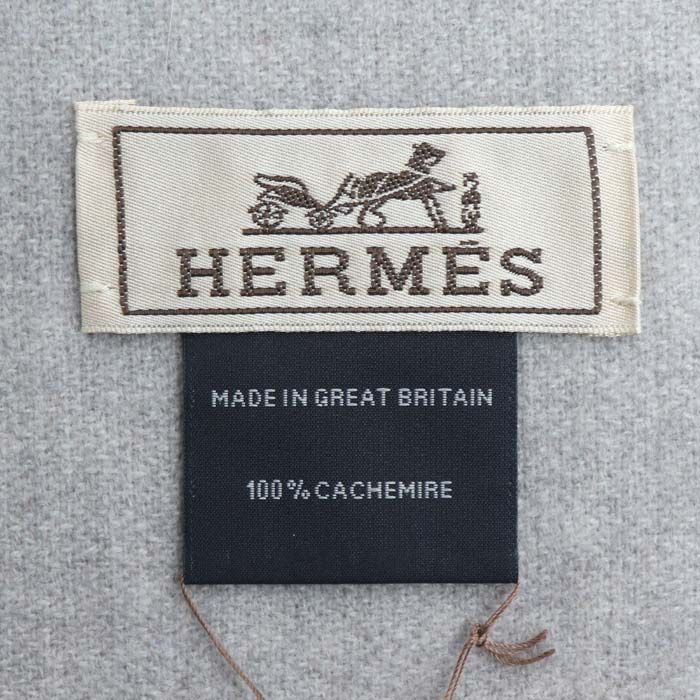 HERMÈS
MADE IN GREAT BRITAIN
100% CACHEMIRE